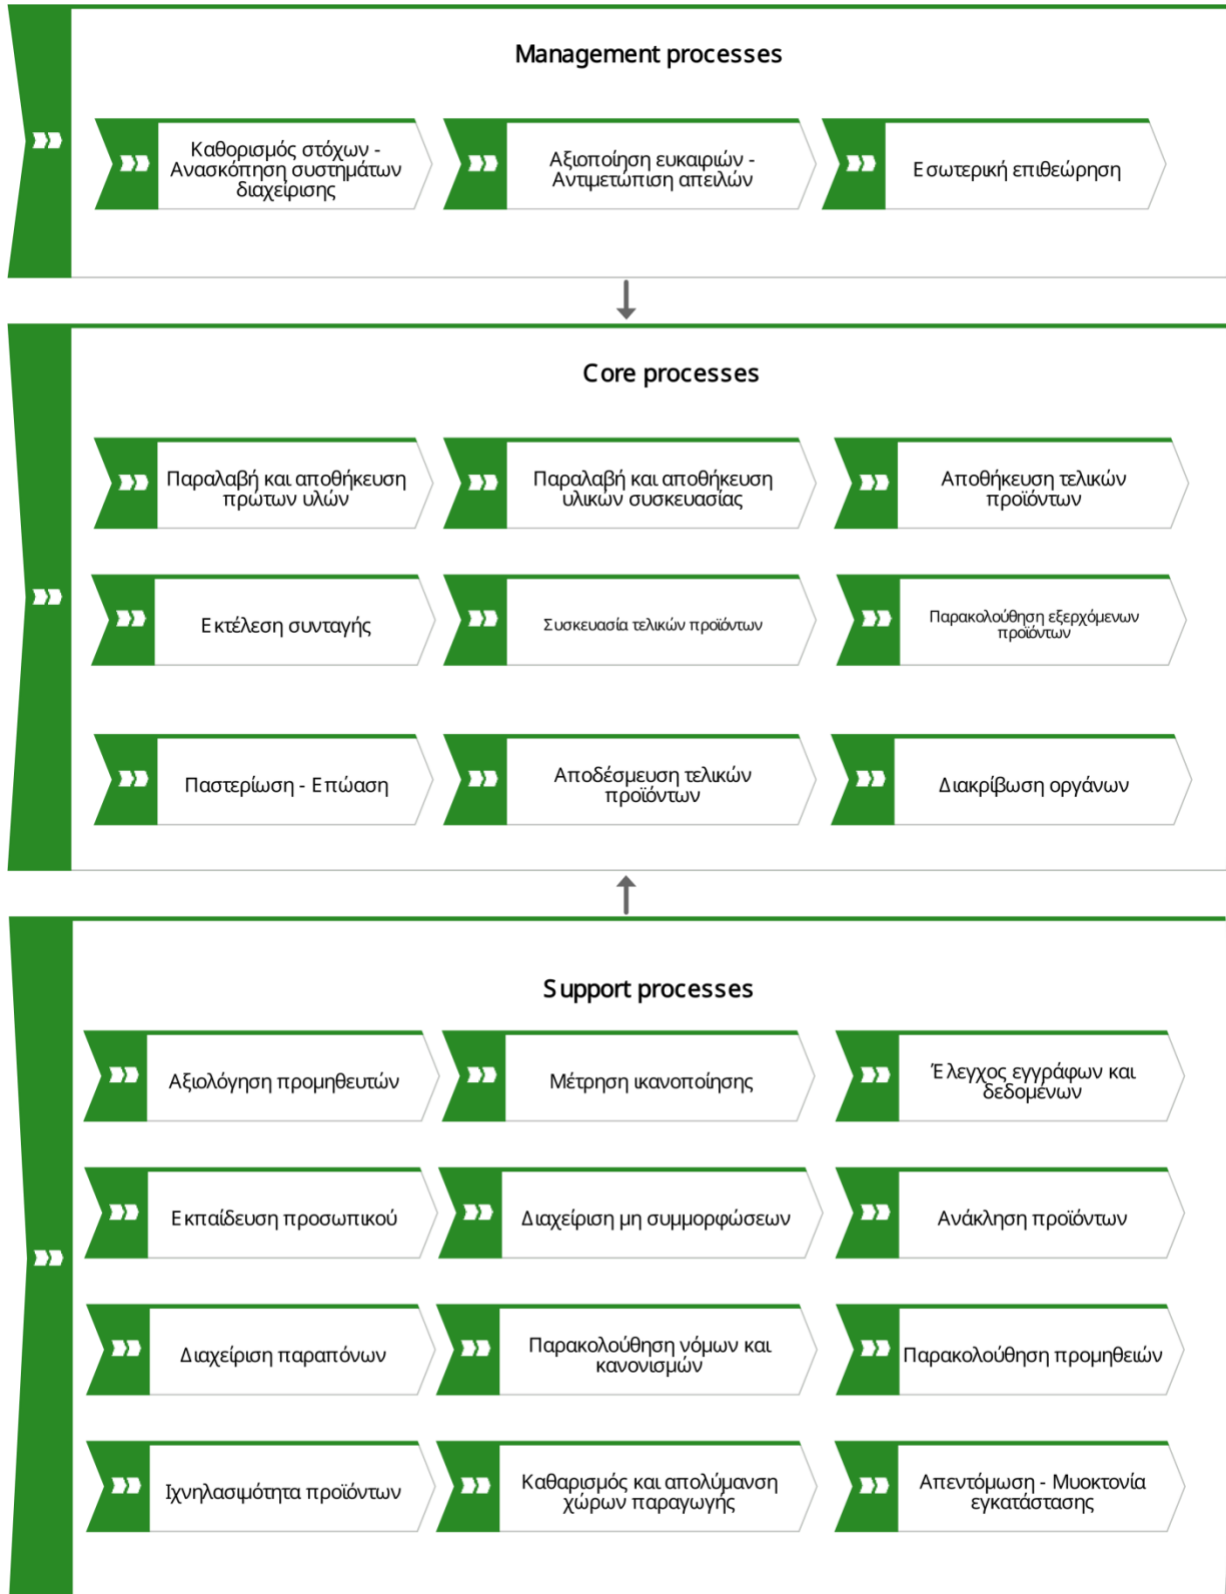 Management processes
Καθορισμός στόχων -
Ανασκόπηση συστημάτων
διαχείρισης
Αξιοποίηση ευκαιριών -
Αντιμετώπιση απειλών
Εσωτερική επιθεώρηση
Core processes
Παραλαβή και αποθήκευση
πρώτων υλών
Παραλαβή και αποθήκευση
υλικών συσκευασίας
Αποθήκευση τελικών
προϊόντων
Εκτέλεση συνταγής
Συσκευασία τελικών προϊόντων
Παρακολούθηση εξερχόμενων
προϊόντων
Παστερίωση - Επώαση
Αποδέσμευση τελικών
προϊόντων
Διακρίβωση οργάνων
Support processes
Αξιολόγηση προμηθευτών
Μέτρηση ικανοποίησης
Έλεγχος εγγράφων και
δεδομένων
Εκπαίδευση προσωπικού
Διαχείριση μη συμμορφώσεων
Ανάκληση προϊόντων
Διαχείριση παραπόνων
Παρακολούθηση νόμων και
κανονισμών
Παρακολούθηση προμηθειών
Ιχνηλασιμότητα προϊόντων
Καθαρισμός και απολύμανση
χώρων παραγωγής
Απεντόμωση - Μυοκτονία
εγκατάστασης